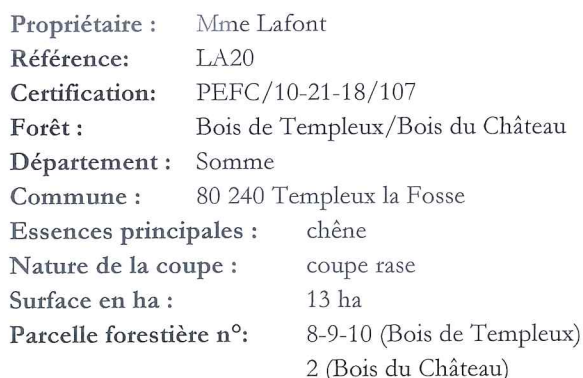 Propriétaire : Mme Lafont
Référence: LA20
Certification: PEFC/10-21-18/107
Forêt : Bois de Templeux/Bois du Château
Département : Somme
Commune : 80 240 Templeux la Fosse
Essences principales : chêne
Nature de la coupe : coupe rase
Surface en ha : 13 ha
Parcelle forestière n°: 8-9-10 (Bois de Templeux)
2 (Bois du Château)